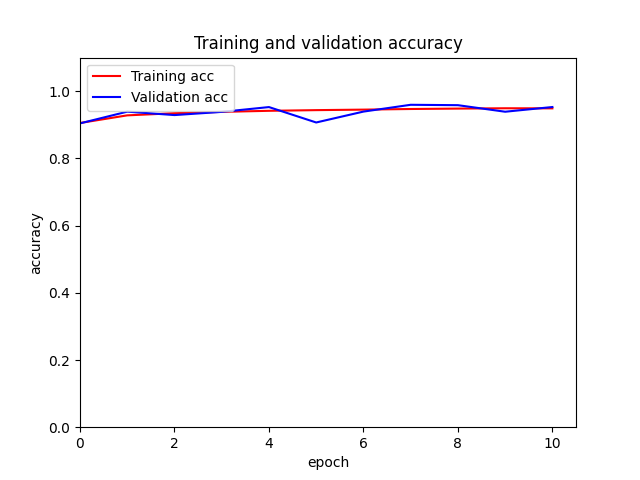 Training and validation accuracy
Training acc
Validation acc
1.0
0.8
0.6
0.4
0.2
0.0
accuracy
0 2 4 6 8 10
epoch